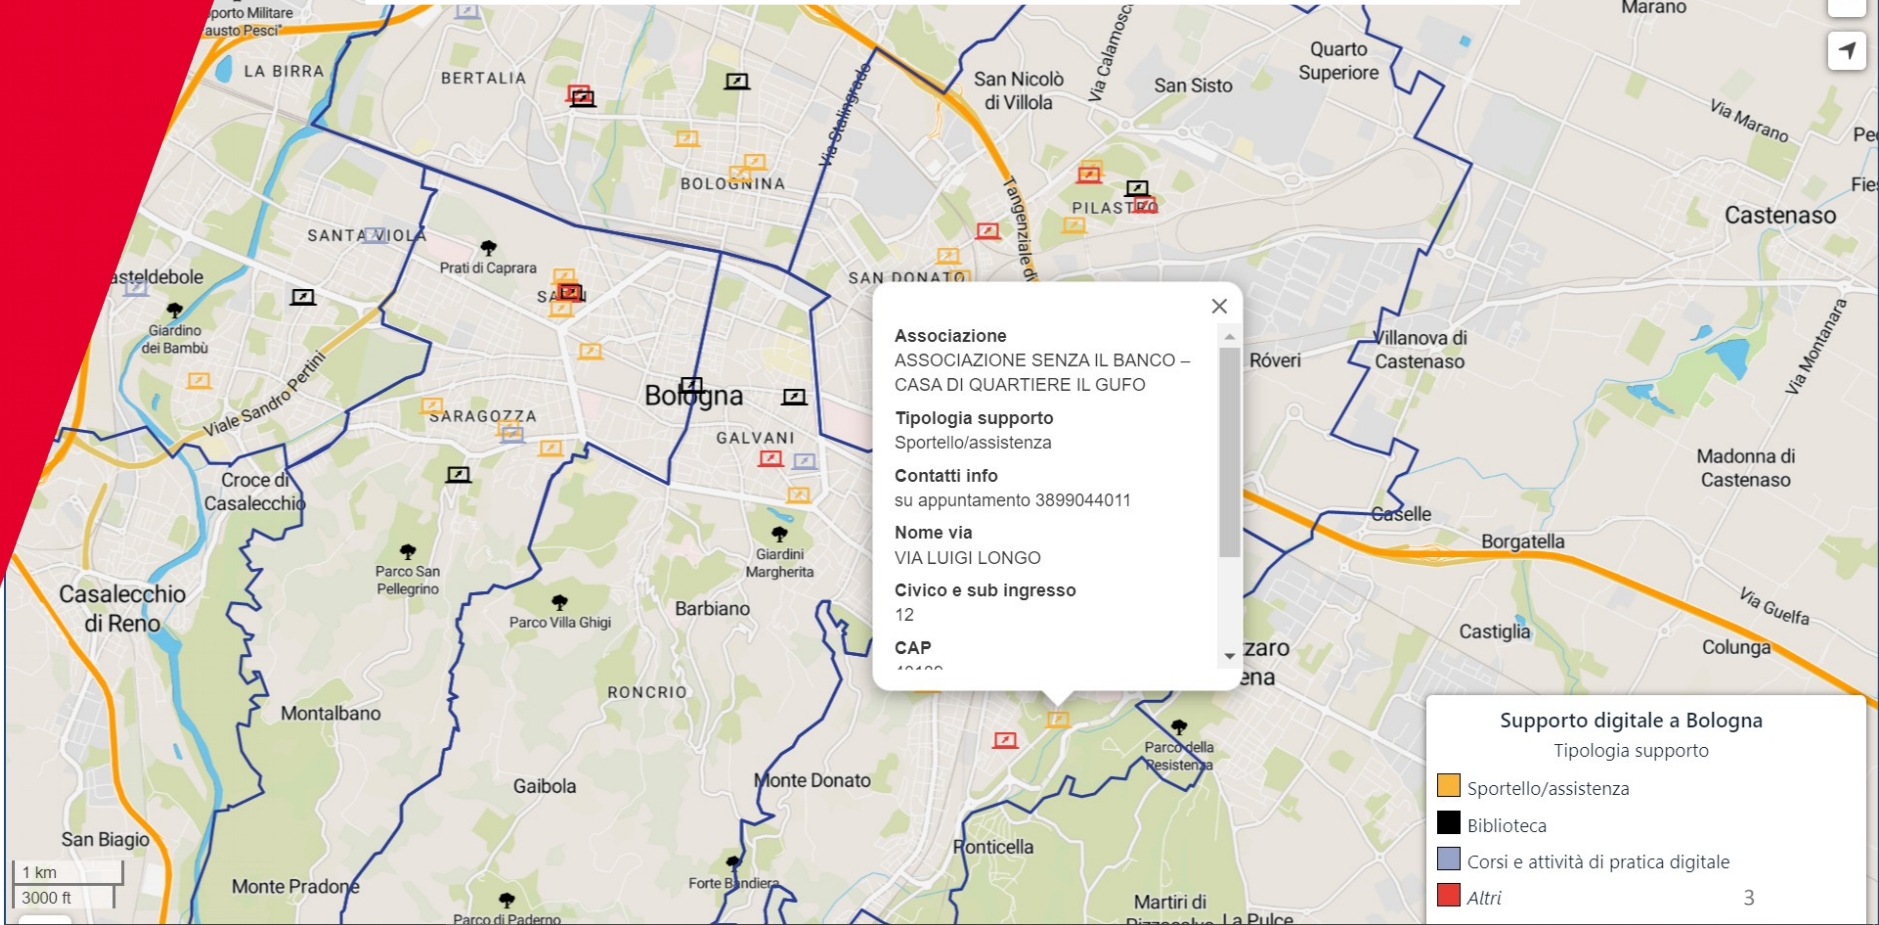 Marano
porto Militare
austo Pesci"
LA BIRRA
BERTALIA
Via Stalingrado
San Nicolò
di Villola
Via Calamosco
San Sisto
Quarto
Superiore
Via Marano
BOLOGNINA
PILASTRO
Tangenziale di
Castenaso
SANTA VIOLA
Prati di Caprara
asteldebole
SAN DONATO
Giardino
dei Bambù
Viale Sandro Pertini
SARAGOZZA
Bologna
GALVANI
Associazione
ASSOCIAZIONE SENZA IL BANCO –
CASA DI QUARTIERE IL GUFO
Tipologia supporto
Sportello/assistenza
Contatti info
su appuntamento 3899044011
Nome via
VIA LUIGI LONGO
Civico e sub ingresso
12
CAP
Róveri
Villanova di
Castenaso
Via Montanara
Madonna di
Castenaso
Croce di
Casalecchio
Caselle
Borgatella
Parco San
Pellegrino
Giardini
Margherita
Casalecchio
di Reno
Parco Villa Ghigi
Barbiano
Via Guelfa
Castiglia
Colunga
zzaro
ena
RONCRIO
Montalbano
Parco della
Resistenza
Gaibola
Monte Donato
San Biagio
Ponticella
1 km
3000 ft
Monte Pradone
Forte Bandiera
Parco di Paderno
Martiri di
La Pulce
Supporto digitale a Bologna
Tipologia supporto
Sportello/assistenza
Biblioteca
Corsi e attività di pratica digitale
Altri
3